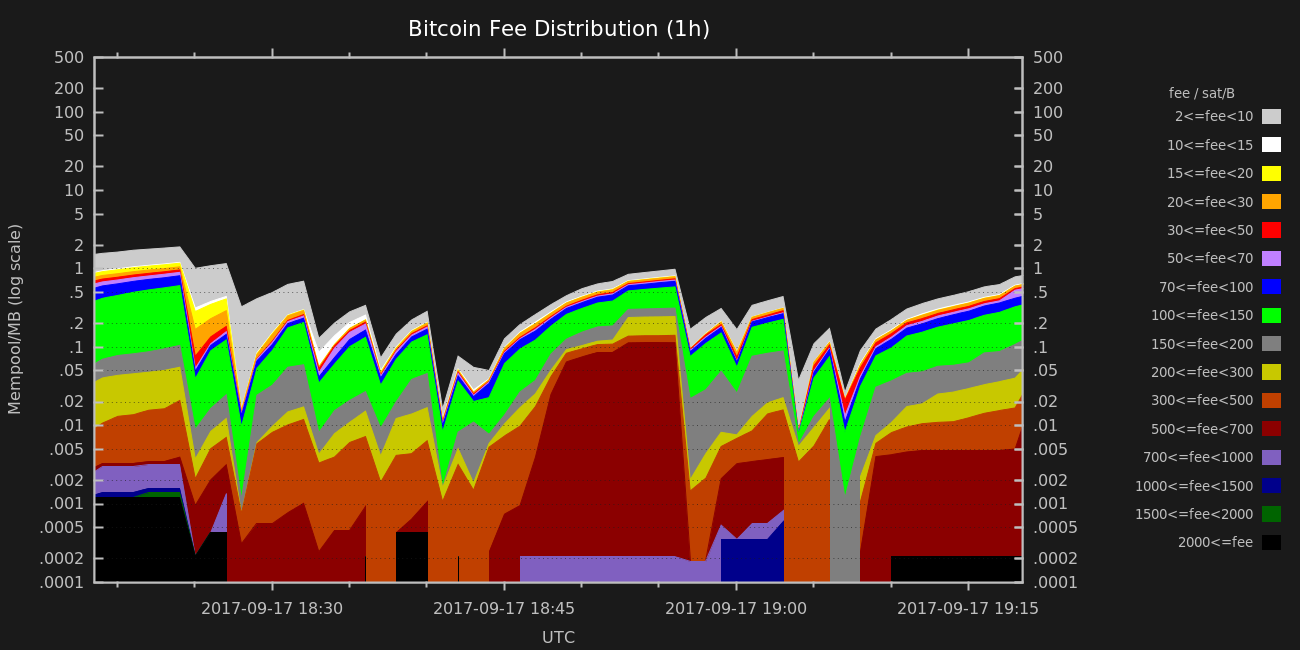 Bitcoin Fee Distribution (1h)
Mempool/MB (log scale)
500
200
100
50
20
10
5
2
1
.5
.2
.1
.05
.02
.01
.005
.002
.001
.0005
.0002
.0001
500
200
100
50
20
10
5
2
1
.5
.2
.1
.05
.02
.01
.005
.002
.001
.0005
.0002
.0001
2017-09-17 18:30
2017-09-17 18:45
2017-09-17 19:00
2017-09-17 19:15
UTC
fee / sat/B
2<=fee<10
10<=fee<15
15<=fee<20
20<=fee<30
30<=fee<50
50<=fee<70
70<=fee<100
100<=fee<150
150<=fee<200
200<=fee<300
300<=fee<500
500<=fee<700
700<=fee<1000
1000<=fee<1500
1500<=fee<2000
2000<=fee